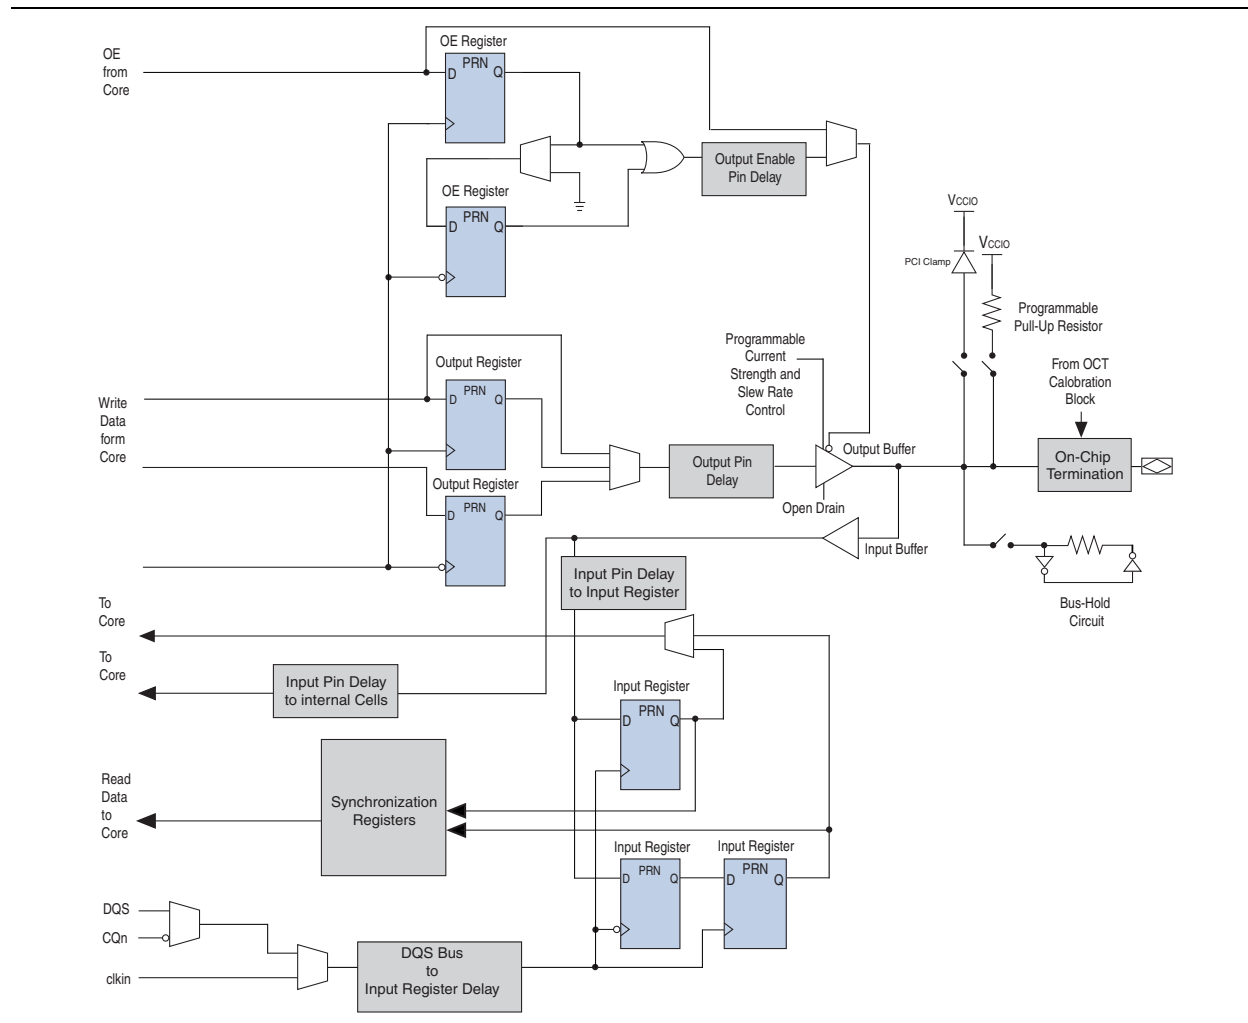 OE
from
Core
OE Register
PRN
D
Q
OE Register
PRN
D
Q
Output Enable
Pin Delay
VCCIO
VCCIO
PCI Clamp
Programmable
Pull-Up Resistor
Programmable
Current
Strength and
Slew Rate
Control
From OCT
Calobration
Block
Write
Data
form
Core
Output Register
PRN
D
Q
Output Register
PRN
D
Q
Output Pin
Delay
Output Buffer
Open Drain
On-Chip
Termination
Input Buffer
Bus-Hold
Circuit
Input Pin Delay
to Input Register
To
Core
To
Core
Input Pin Delay
to internal Cells
Input Register
PRN
D
Q
Read
Data
to
Core
Synchronization
Registers
Input Register
PRN
D
Q
Input Register
PRN
D
Q
DQS
CQn
clkin
DQS Bus
to
Input Register Delay